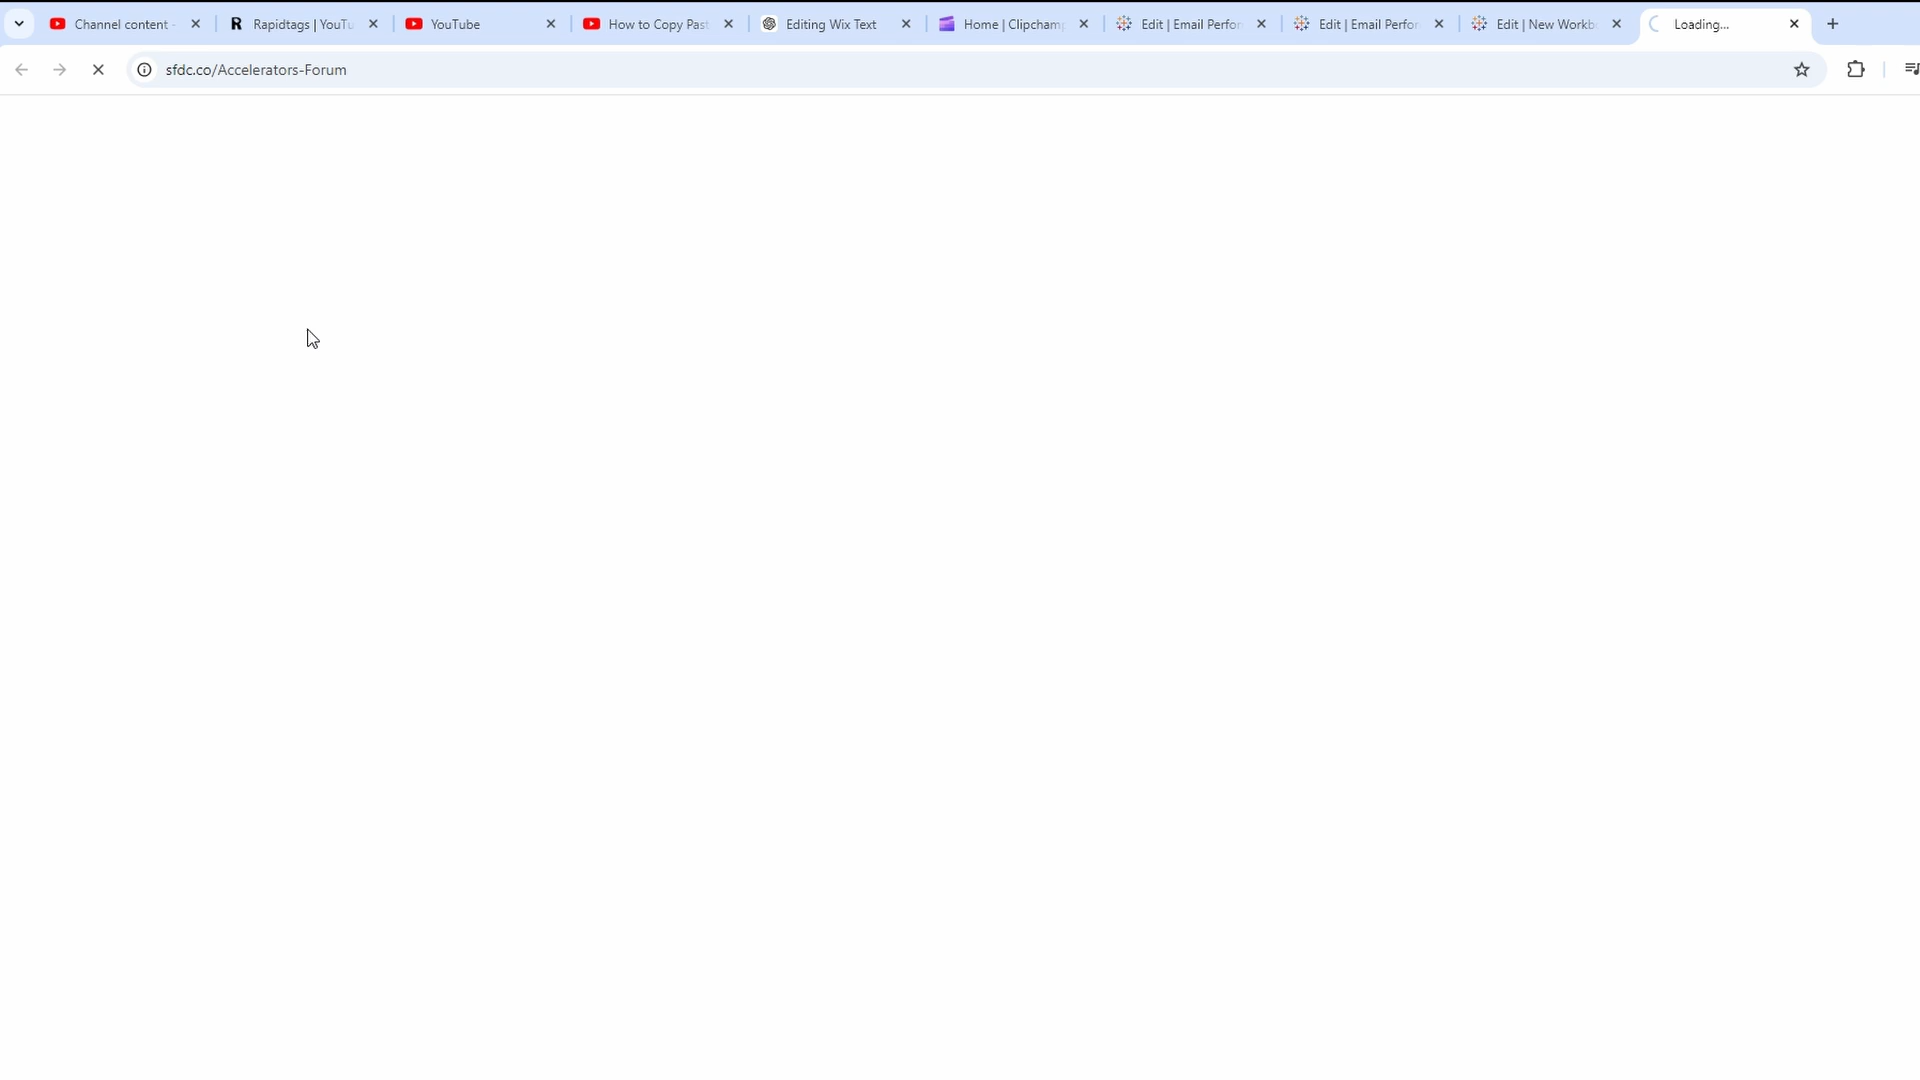 Channel content -
Rapidtags | YouTu
YouTube
How to Copy Past
Editing Wix Text
Home | Clipcham
Edit | Email Perfor
Edit | Email Perfor
Edit | New Workb
Loading...
sfdc.co/Accelerators-Forum